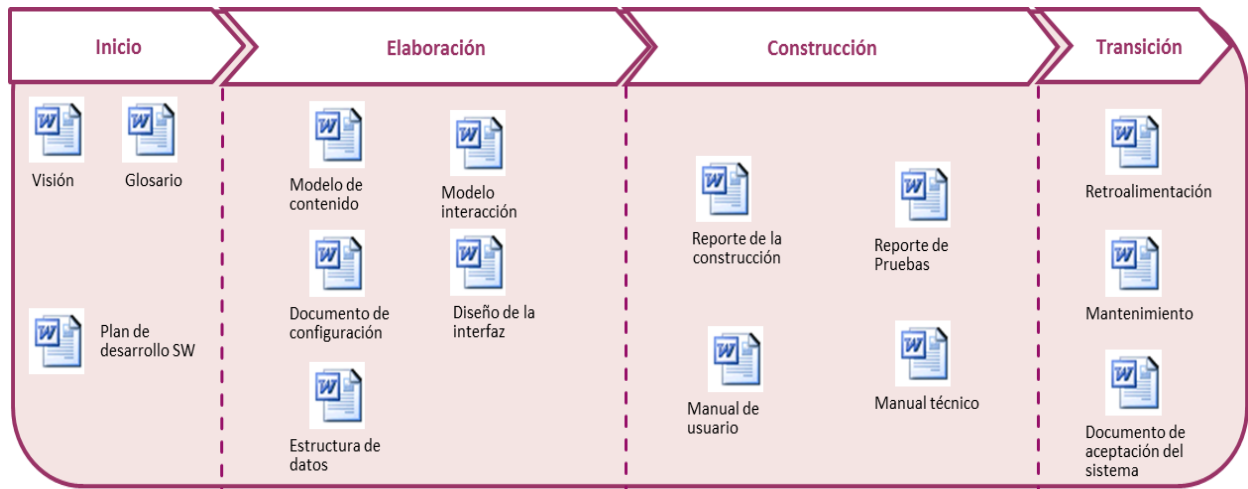 Inicio
Elaboración
Construcción
Transición
Visión
Glosario
Plan de
desarrollo SW
Modelo de
contenido
Modelo
interacción
Documento de
configuración
Diseño de la
interfaz
Estructura de
datos
Reporte de la
construcción
Reporte de
Pruebas
Manual de
usuario
Manual técnico
Retroalimentación
Mantenimiento
Documento de
aceptación del
sistema